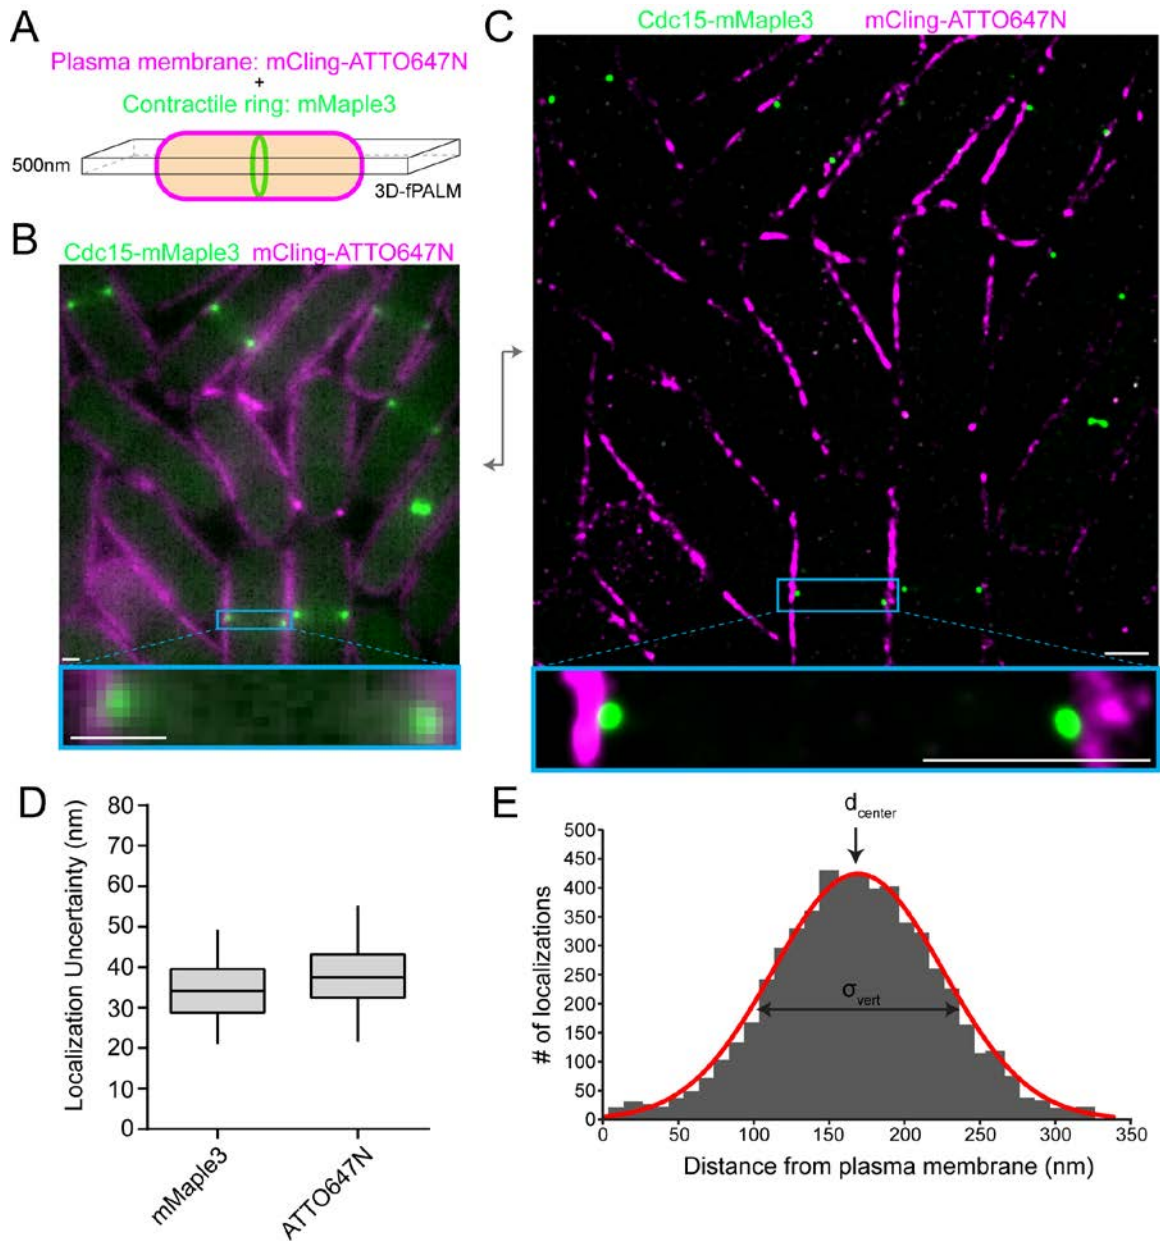 A
Plasma membrane: mCling-ATTO647N
+
Contractile ring: mMaple3
500nm
3D-fPALM
B
Cdc15-mMaple3 mCling-ATTO647N
C
Cdc15-mMaple3 mCling-ATTO647N
D
Localization Uncertainty (nm)
80
70
60
50
40
30
20
10
0
mMaple3
ATTO647N
E
d center
# of localizations
500
450
400
350
300
250
200
150
100
50
0
σ vert
0 50 100 150 200 250 300 350
Distance from plasma membrane (nm)